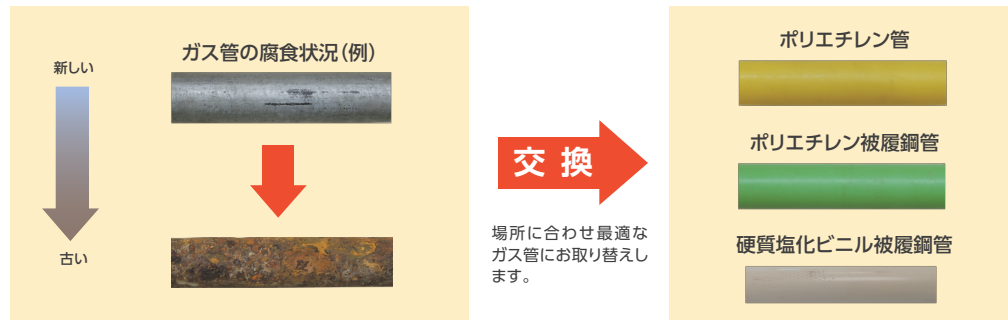 ガス管の腐食状況(例)
新しい
古い
交換
場所に合わせ最適な
ガス管にお取り替えし
ます。
ポリエチレン管
ポリエチレン被履鋼管
硬質塩化ビニル被履鋼管